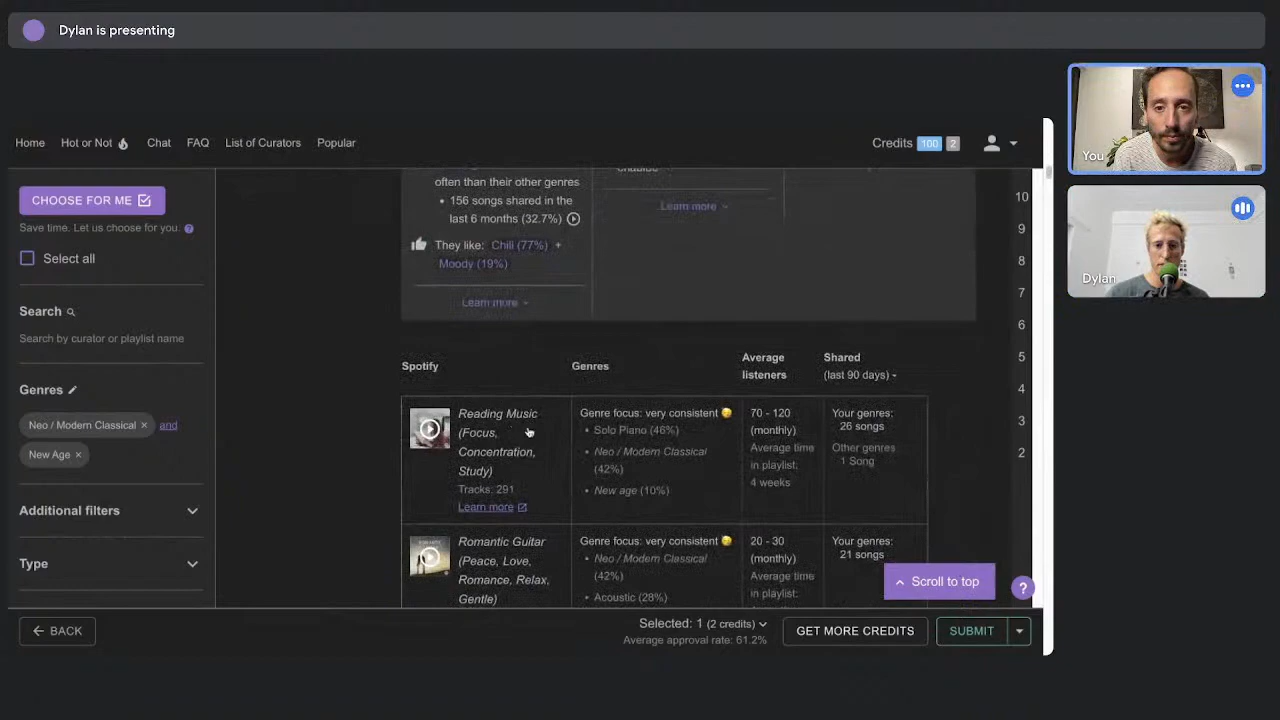 Dylan is presenting
Home Hot or Not Chat FAQ List of Curators Popular Credits 100 2
You
Dylan
CHOOSE FOR ME
Save time. Let us choose for you. ?
Select all
Search
Search by curator or playlist name
Genres
Neo / Modern Classical × and
New Age ×
Additional filters
Type
often than their other genres
• 156 songs shared in the
last 6 months (32.7%)
They like: Chill (77%) +
Moody (19%)
Learn more
Learn more
10
9
8
7
6
5
4
3
2
Spotify Genres Average listeners Shared (last 90 days)
Reading Music
(Focus,
Concentration,
Study)
Tracks: 291
Learn more
Genre focus: very consistent
• Solo Piano (46%)
• Neo / Modern Classical
(42%)
• New age (10%)
70 - 120
(monthly)
Average time
in playlist:
4 weeks
Your genres:
26 songs
Other genres
1 Song
Romantic Guitar
(Peace, Love,
Romance, Relax,
Gentle)
Genre focus: very consistent
• Neo / Modern Classical
(42%)
• Acoustic (28%)
20 - 30
(monthly)
Average time
in playlist:
Your genres:
21 songs
Scroll to top
?
BACK
Selected: 1 (2 credits)
Average approval rate: 61.2%
GET MORE CREDITS
SUBMIT